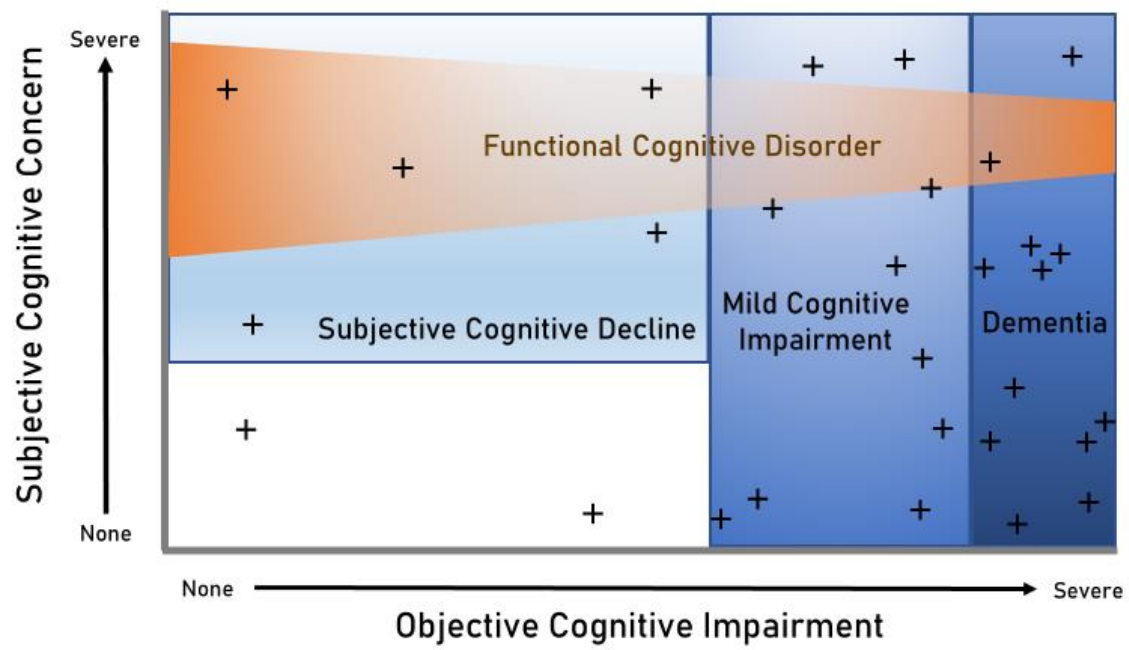 Severe
Subjective Cognitive Concern
None
Functional Cognitive Disorder
Subjective Cognitive Decline
Mild Cognitive
Impairment
Dementia
None
Severe
Objective Cognitive Impairment